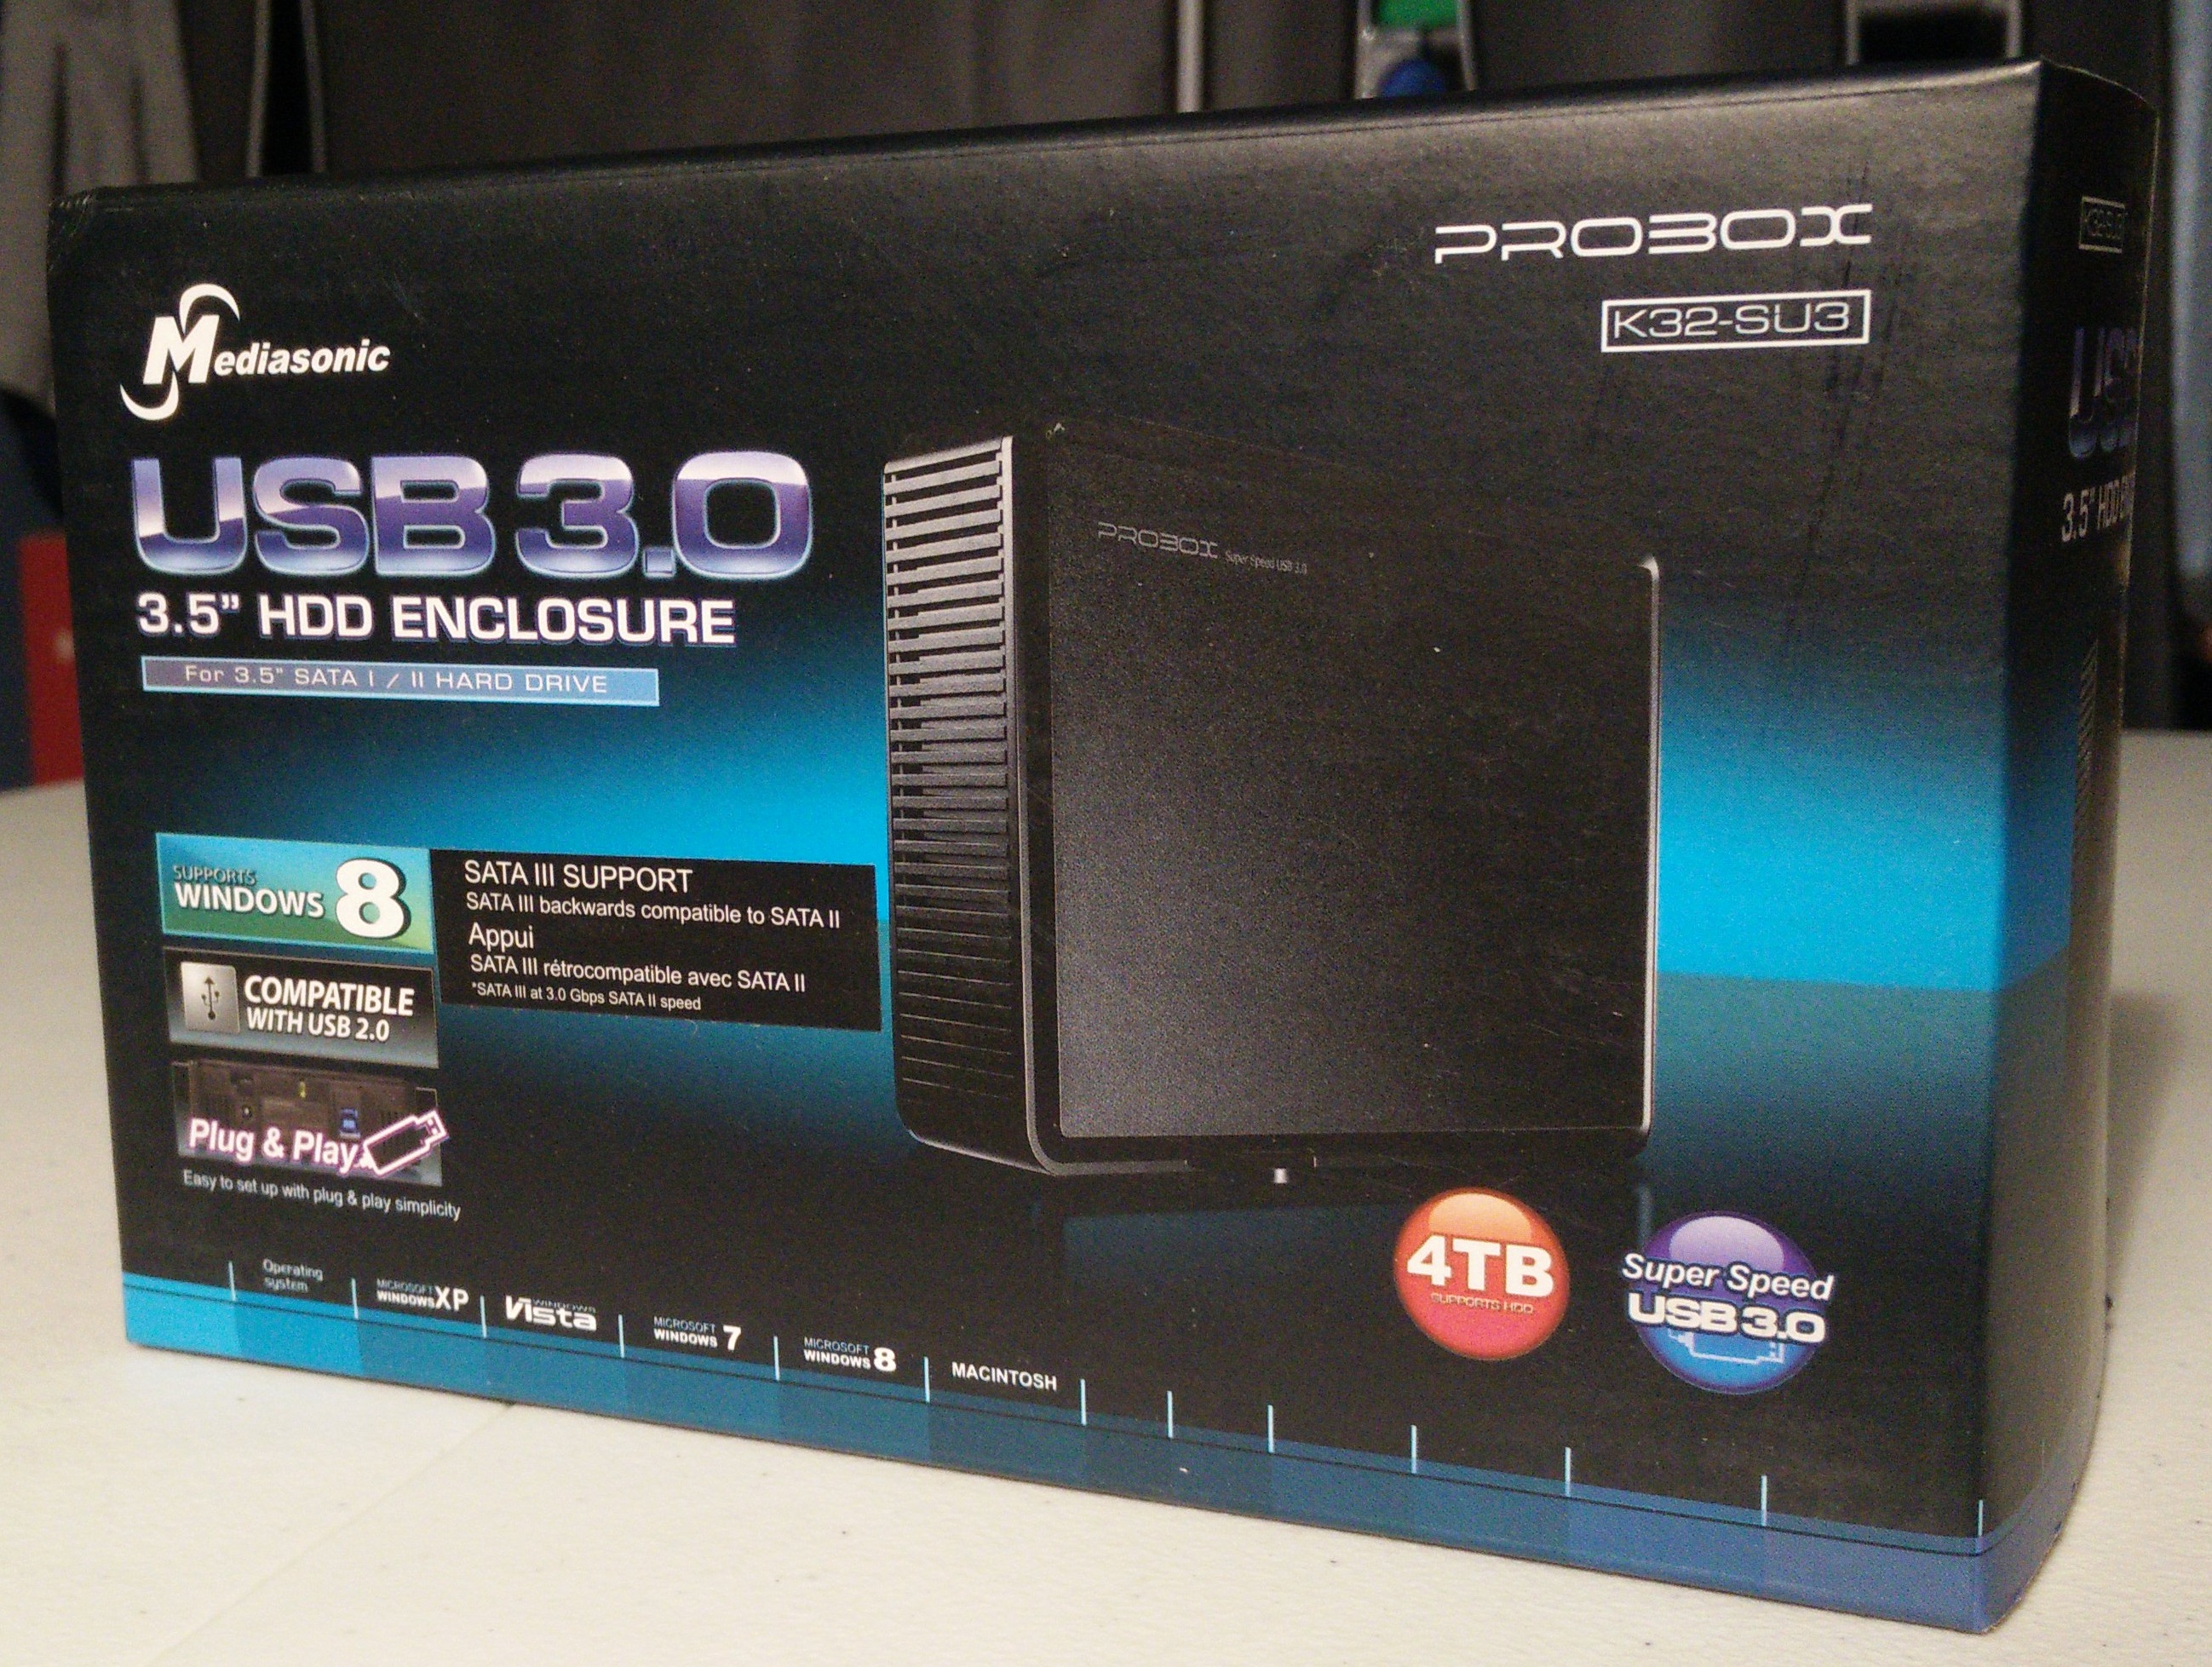 PROBOX
K32-SU3
Mediasonic
USB 3.0
3.5” HDD ENCLOSURE
For 3.5" SATA I / II HARD DRIVE
PROBOX Super Speed USB 3.0
SUPPORTS
WINDOWS 8
SATA III SUPPORT
SATA III backwards compatible to SATA II
Appui
SATA III rétrocompatible avec SATA II
*SATA III at 3.0 Gbps SATA II speed
COMPATIBLE
WITH USB 2.0
Plug & Play
Easy to set up with plug & play simplicity
4TB
SUPPORTS HDD
Super Speed
USB 3.0
Operating
system
MICROSOFT
WINDOWS XP
WINDOWS
Vista
MICROSOFT
WINDOWS 7
MICROSOFT
WINDOWS 8
MACINTOSH
K32-SU3
USB
3.5" HDD